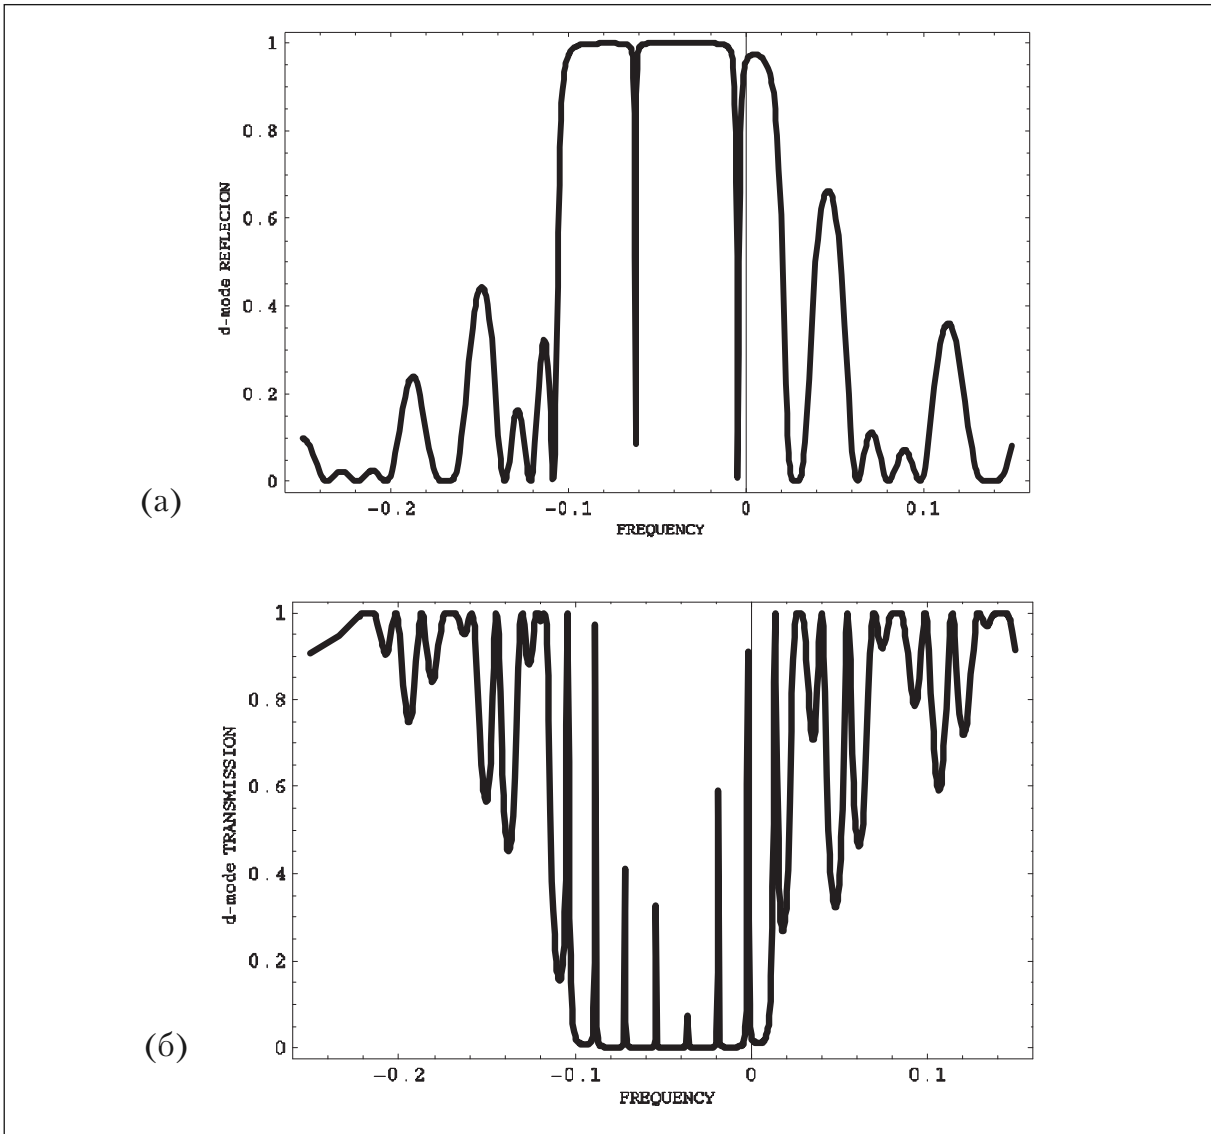 1
0.8
0.6
0.4
0.2
0
d-mode REFLECION
-0.2 -0.1 0 0.1
FREQUENCY
(а)
1
0.8
0.6
0.4
0.2
0
d-mode TRANSMISSION
-0.2 -0.1 0 0.1
FREQUENCY
(б)